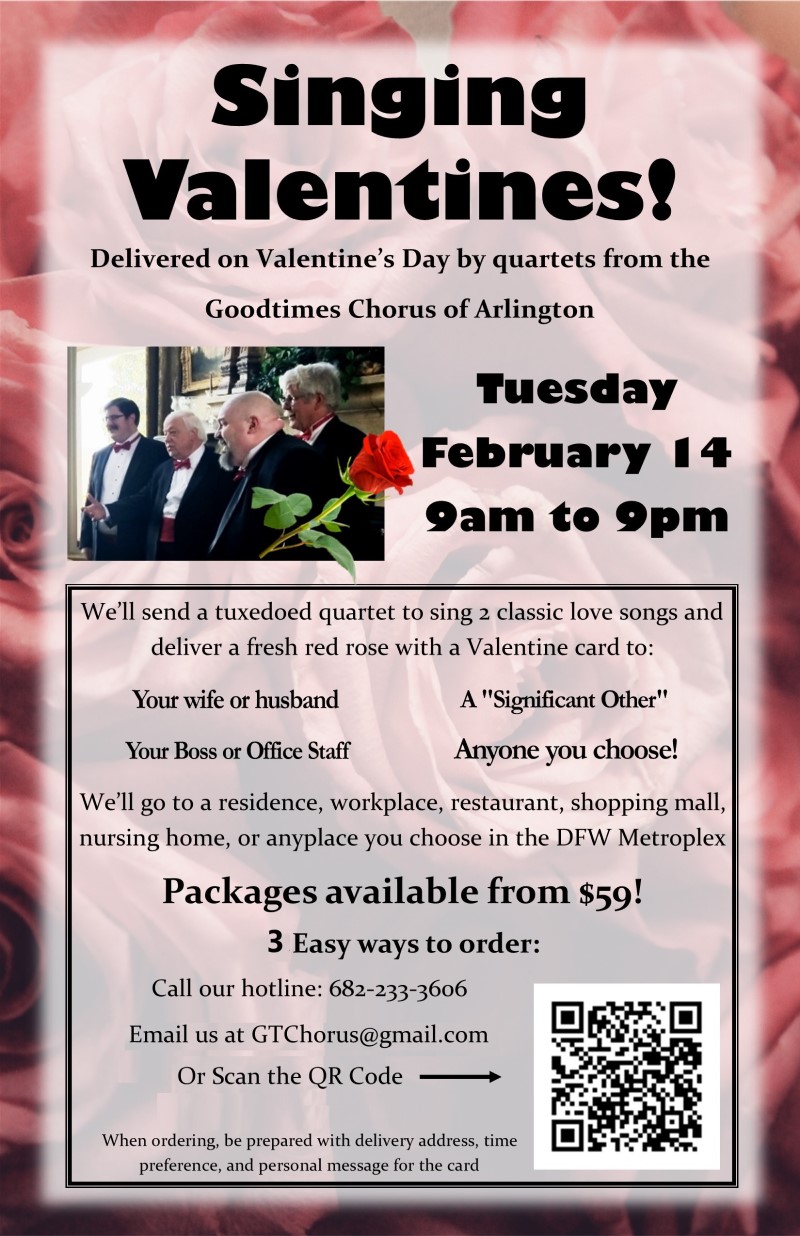 Singing
Valentines!
Delivered on Valentine's Day by quartets from the
Goodtimes Chorus of Arlington
Tuesday
February 14
9am to 9pm
We'll send a tuxedoed quartet to sing 2 classic love songs and
deliver a fresh red rose with a Valentine card to:
Your wife or husband
A "Significant Other"
Your Boss or Office Staff
Anyone you choose!
We'll go to a residence, workplace, restaurant, shopping mall,
nursing home, or anyplace you choose in the DFW Metroplex
Packages available from $59!
3 Easy ways to order:
Call our hotline: 682-233-3606
Email us at GTChorus@gmail.com
Or Scan the QR Code
When ordering, be prepared with delivery address, time
preference, and personal message for the card